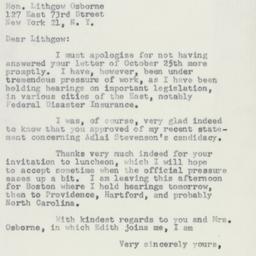 Hon. Lithgow Osborne
127 East 73rd Street
New York 21, N. Y.
Dear Lithgow:
I must apologise for not having
answered your letter of October 25th more
promptly. I have, however, been under
tremendous pressure of work, as I have been
holding hearings on important legislation,
in various cities of the East, notably
Federal Disaster Insurance.
I was, of course, very glad indeed
to know that you approved of my recent state-
ment concerning Adlai Stevenson's candidacy.
Thanks very much indeed for your
invitation to luncheon, which I will hope
to accept sometime when the official pressure
eases up a bit. I am leaving this afternoon
for Boston where I hold hearings tomorrow,
then to Providence, Hartford, and probably
North Carolina.
With kindest regards to you and Mrs.
Osborne, in which Edith joins me, I am
Very sincerely yours,